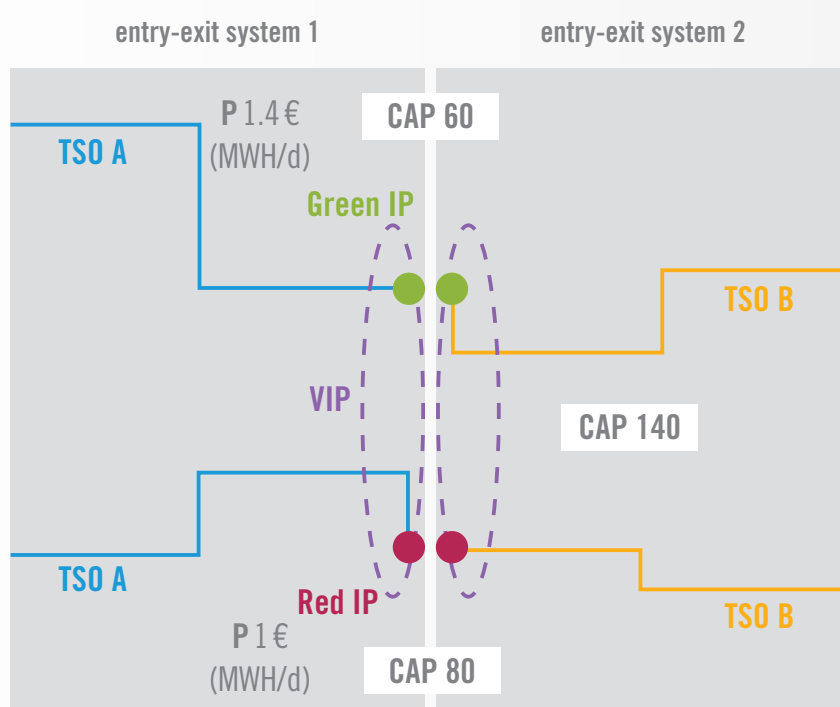 entry-exit system 1
entry-exit system 2
P 1.4 €
(MWH/d)
CAP 60
TSO A
Green IP
TSO B
VIP
CAP 140
TSO A
Red IP
TSO B
P 1 €
(MWH/d)
CAP 80